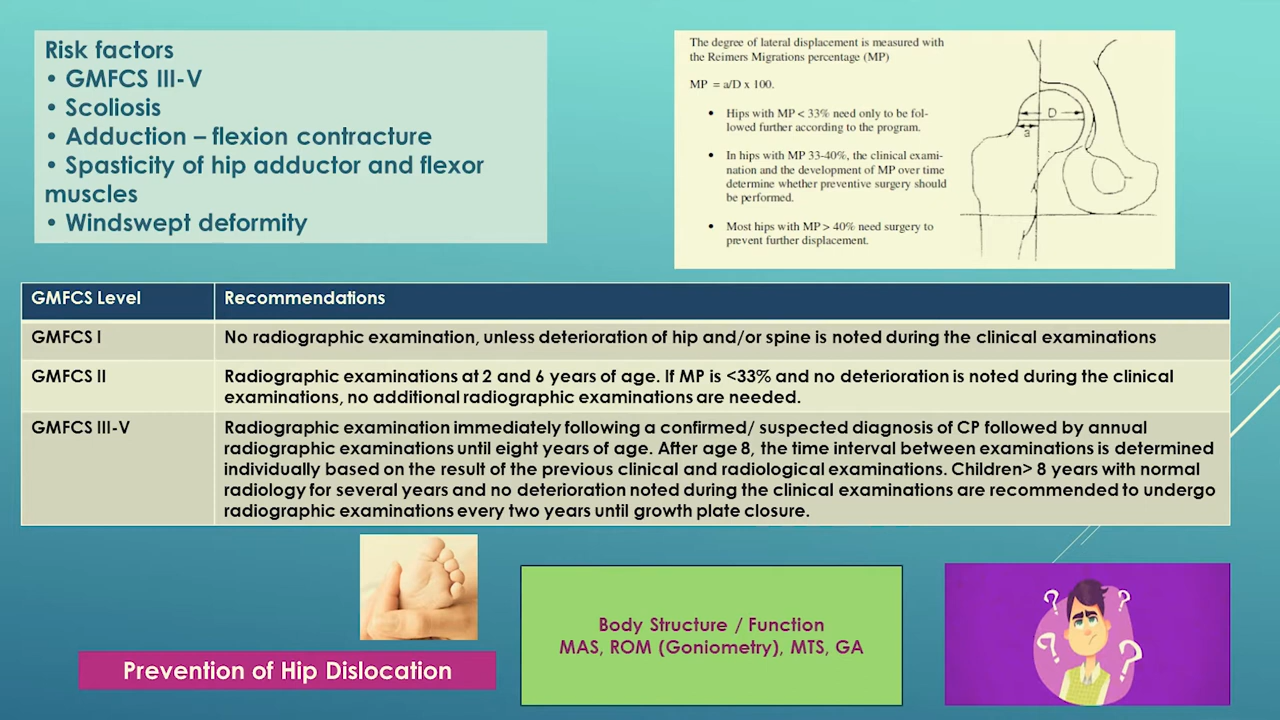 Risk factors
• GMFCS III-V
• Scoliosis
• Adduction – flexion contracture
• Spasticity of hip adductor and flexor
muscles
• Windswept deformity
The degree of lateral displacement is measured with
the Reimers Migrations percentage (MP)
MP = a/D x 100.
• Hips with MP < 33% need only to be fol-
lowed further according to the program.
• In hips with MP 33-40%, the clinical exami-
nation and the development of MP over time
determine whether preventive surgery should
be performed.
• Most hips with MP > 40% need surgery to
prevent further displacement.
D
a
GMFCS Level
Recommendations
GMFCS I
No radiographic examination, unless deterioration of hip and/or spine is noted during the clinical examinations
GMFCS II
Radiographic examinations at 2 and 6 years of age. If MP is <33% and no deterioration is noted during the clinical
examinations, no additional radiographic examinations are needed.
GMFCS III-V
Radiographic examination immediately following a confirmed/ suspected diagnosis of CP followed by annual
radiographic examinations until eight years of age. After age 8, the time interval between examinations is determined
individually based on the result of the previous clinical and radiological examinations. Children> 8 years with normal
radiology for several years and no deterioration noted during the clinical examinations are recommended to undergo
radiographic examinations every two years until growth plate closure.
Prevention of Hip Dislocation
Body Structure / Function
MAS, ROM (Goniometry), MTS, GA
? ?
? ?